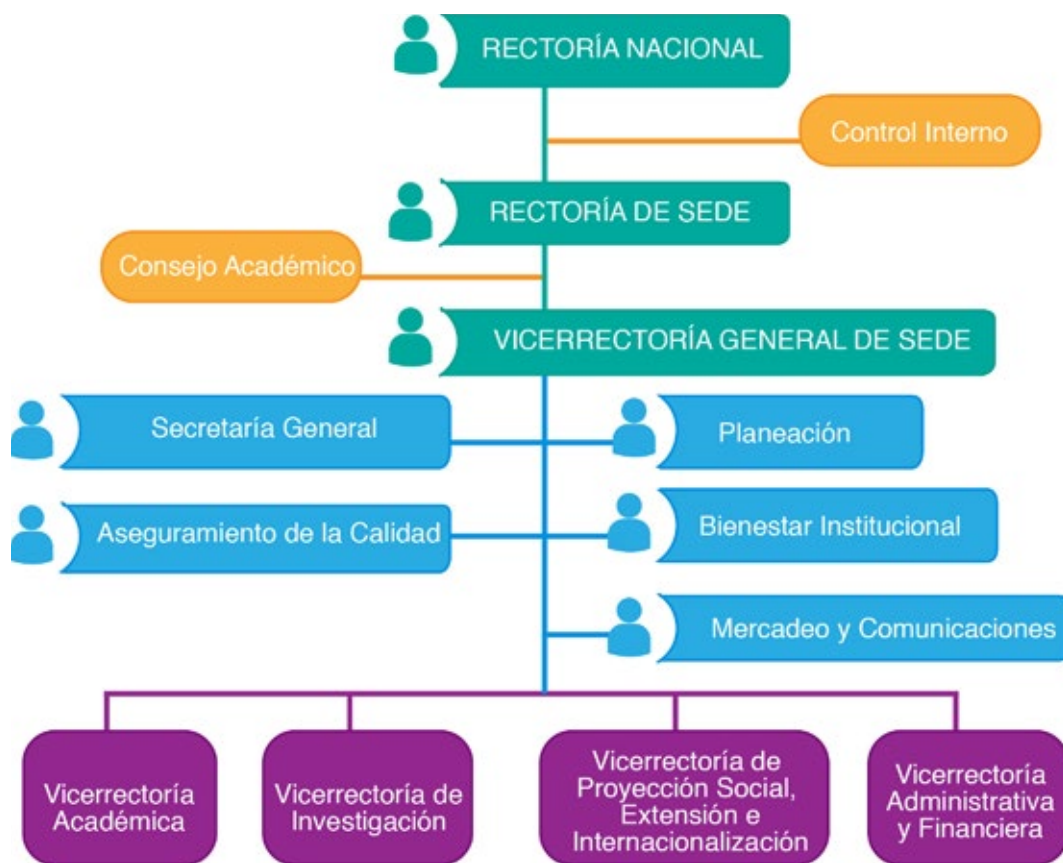 RECTORÍA NACIONAL
Control Interno
RECTORÍA DE SEDE
Consejo Académico
VICERRECTORÍA GENERAL DE SEDE
Secretaría General
Planeación
Aseguramiento de la Calidad
Bienestar Institucional
Mercadeo y Comunicaciones
Vicerrectoría
Académica
Vicerrectoría de
Investigación
Vicerrectoría de
Proyección Social,
Extensión e
Internacionalización
Vicerrectoría
Administrativa
y Financiera